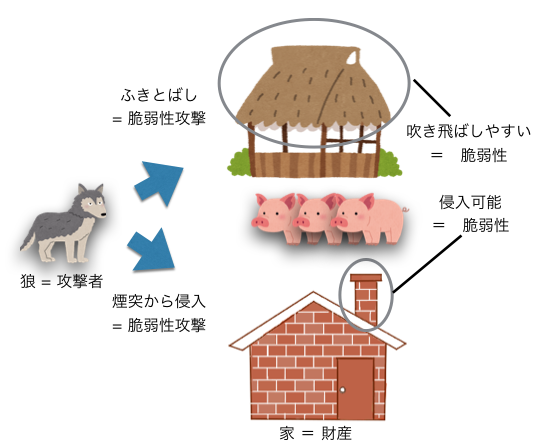 ふきとばし
= 脆弱性攻撃
吹き飛ばしやすい
= 脆弱性
侵入可能
= 脆弱性
狼 = 攻撃者
煙突から侵入
= 脆弱性攻撃
家 = 財産